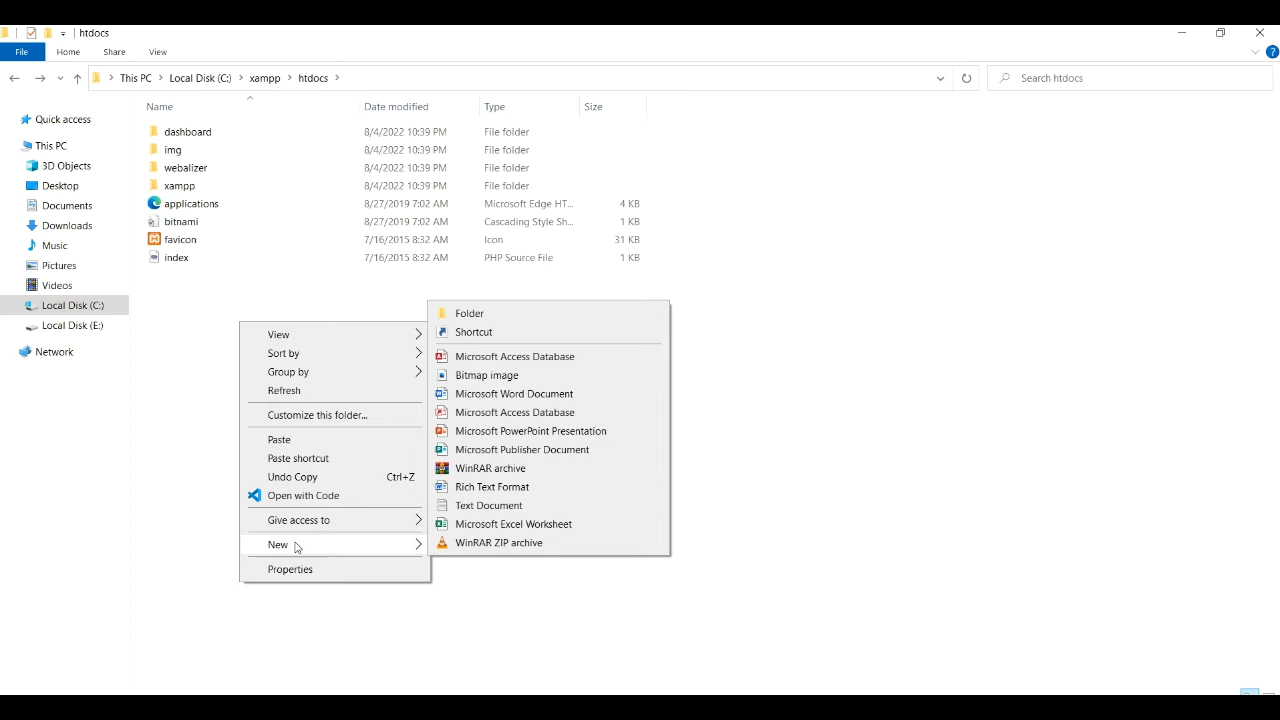 htdocs
File Home Share View
This PC Local Disk (C:) xampp htdocs Search htdocs
Name Date modified Type Size
Quick access
This PC
3D Objects
Desktop
Documents
Downloads
Music
Pictures
Videos
Local Disk (C:)
Local Disk (E:)
Network
dashboard 8/4/2022 10:39 PM File folder
img 8/4/2022 10:39 PM File folder
webalizer 8/4/2022 10:39 PM File folder
xampp 8/4/2022 10:39 PM File folder
applications 8/27/2019 7:02 AM Microsoft Edge HT... 4 KB
bitnami 8/27/2019 7:02 AM Cascading Style Sh... 1 KB
favicon 7/16/2015 8:32 AM Icon 31 KB
index 7/16/2015 8:32 AM PHP Source File 1 KB
View
Sort by
Group by
Refresh
Customize this folder...
Paste
Paste shortcut
Undo Copy Ctrl+Z
Open with Code
Give access to
New
Properties
Folder
Shortcut
Microsoft Access Database
Bitmap image
Microsoft Word Document
Microsoft Access Database
Microsoft PowerPoint Presentation
Microsoft Publisher Document
WinRAR archive
Rich Text Format
Text Document
Microsoft Excel Worksheet
WinRAR ZIP archive